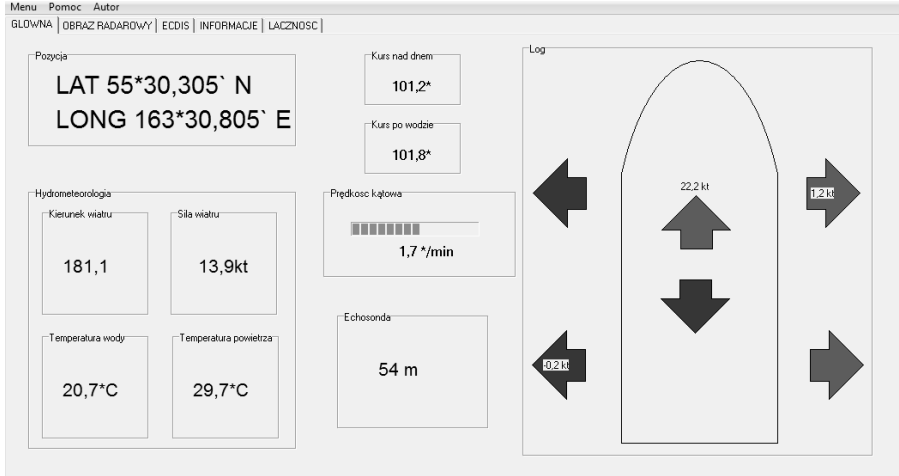 Menu Pomoc Autor
GLOWNA OBRAZ RADAROWY ECDIS INFORMACJE LACZNOSC
Pozycja
LAT 55*30,305` N
LONG 163*30,805` E
Kurs nad dnem
101,2*
Kurs po wodzie
101,8*
Hydrometeorologia
Kierunek wiatru
181,1
Sila wiatru
13,9kt
Temperatura wody
20,7*C
Temperatura powietrza
29,7*C
Prędkosc kątowa
1,7 */min
Echosonda
54 m
Log
22,2 kt
1,2 kt
-0,2 kt